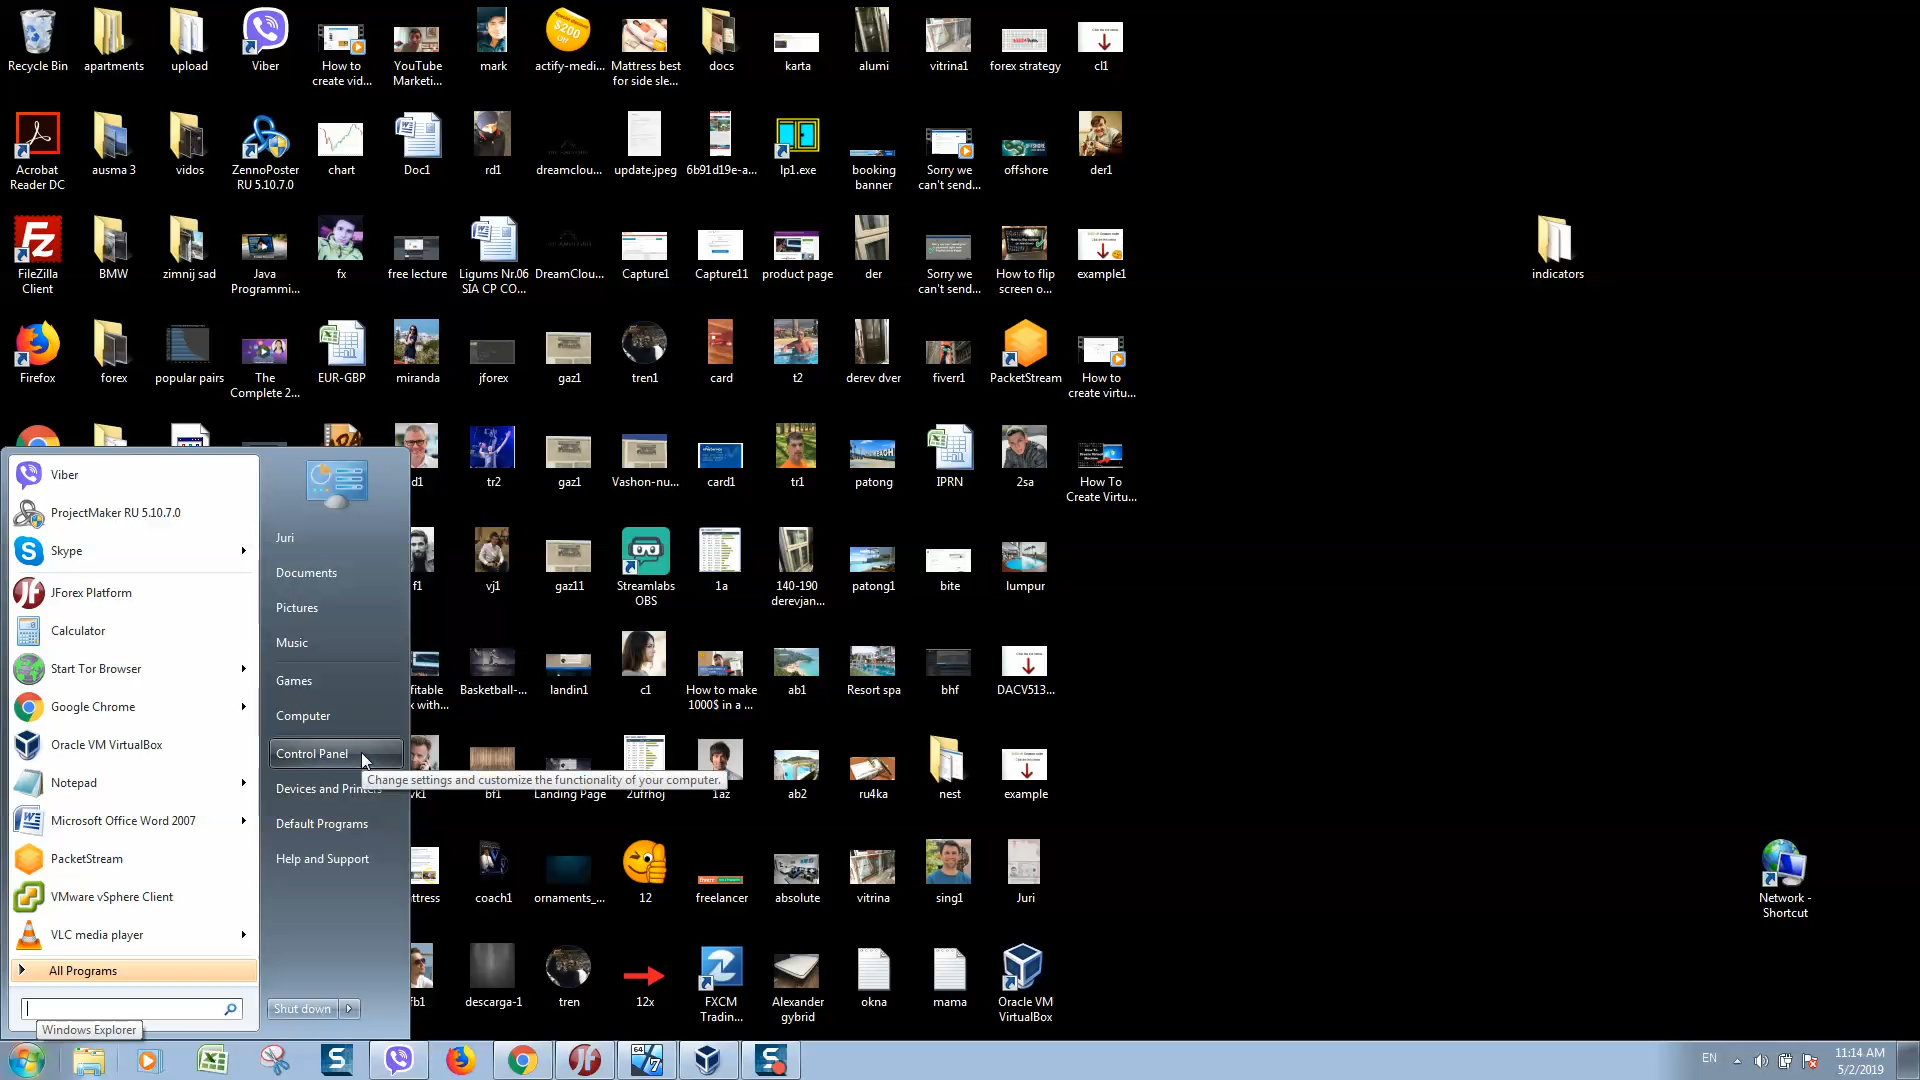 Recycle Bin
apartments
upload
Viber
How to
create vid...
YouTube
Marketi...
mark
$200
Off
actify-medi...
Mattress best
for side sle...
docs
karta
alumi
vitrina1
forex strategy
cl1
Acrobat
Reader DC
ausma 3
vidos
ZennoPoster
RU 5.10.7.0
chart
Doc1
rd1
dreamclou...
update.jpeg
6b91d19e-a...
lp1.exe
booking
banner
Sorry we
can't send...
offshore
der1
FileZilla
Client
BMW
zimnij sad
Java
Programmi...
fx
free lecture
Ligums Nr.06
SIA CP CO...
DreamClou...
Capture1
Capture11
product page
der
Sorry we
can't send...
How to flip
screen o...
example1
indicators
Firefox
forex
popular pairs
The
Complete 2...
EUR-GBP
miranda
jforex
gaz1
tren1
card
t2
derev dver
fiverr1
PacketStream
How to
create virtu...
d1
tr2
gaz1
Vashon-nu...
card1
tr1
patong
IPRN
2sa
How To
Create Virtu...
f1
vj1
gaz11
Streamlabs
OBS
1a
140-190
derevjan...
patong1
bite
lumpur
fitable
x with...
Basketball-...
landin1
c1
How to make
1000$ in a ...
ab1
Resort spa
bhf
DACV513...
vk1
bf1
Landing Page
2ufrhoj
1az
ab2
ru4ka
nest
example
ttress
coach1
ornaments_...
12
freelancer
absolute
vitrina
sing1
Juri
Network -
Shortcut
fb1
descarga-1
tren
12x
FXCM
Tradin...
Alexander
gybrid
okna
mama
Oracle VM
VirtualBox
Viber
ProjectMaker RU 5.10.7.0
Skype
JForex Platform
Calculator
Start Tor Browser
Google Chrome
Oracle VM VirtualBox
Notepad
Microsoft Office Word 2007
PacketStream
VMware vSphere Client
VLC media player
All Programs
Windows Explorer
Juri
Documents
Pictures
Music
Games
Computer
Control Panel
Change settings and customize the functionality of your computer.
Devices and Printers
Default Programs
Help and Support
Shut down
EN
11:14 AM
5/2/2019